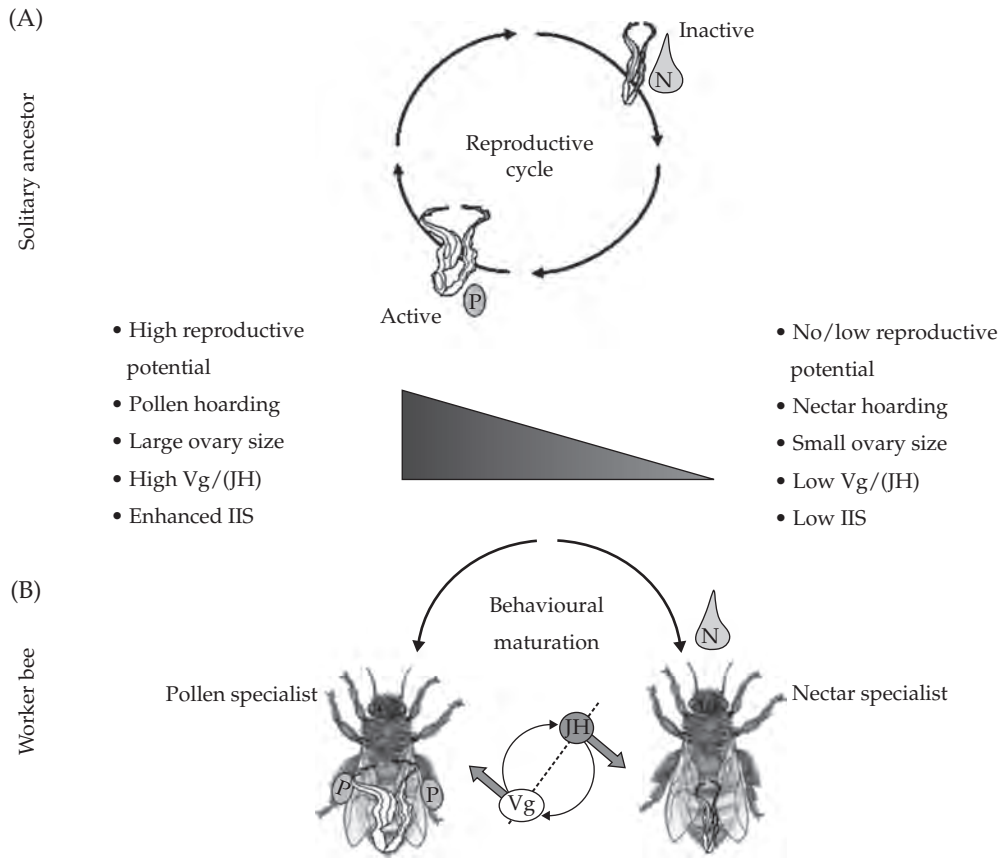 (A)
Solitary ancestor
Inactive
N
Reproductive
cycle
P
Active
• High reproductive
potential
• Pollen hoarding
• Large ovary size
• High Vg/(JH)
• Enhanced IIS
• No/low reproductive
potential
• Nectar hoarding
• Small ovary size
• Low Vg/(JH)
• Low IIS
(B)
Worker bee
Behavioural
maturation
N
Pollen specialist
Nectar specialist
JH
P
P
Vg